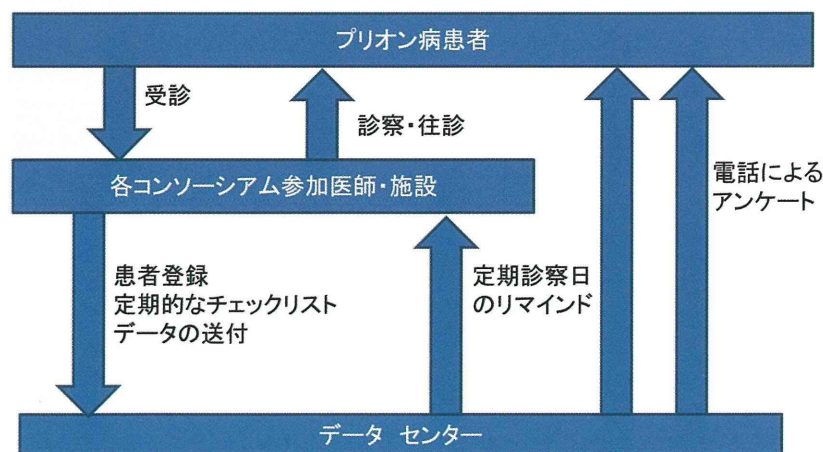 プリオン病患者
受診
診察・往診
各コンソーシアム参加医師・施設
電話による
アンケート
患者登録
定期的なチェックリスト
データの送付
定期診察日
のリマインド
データ センター